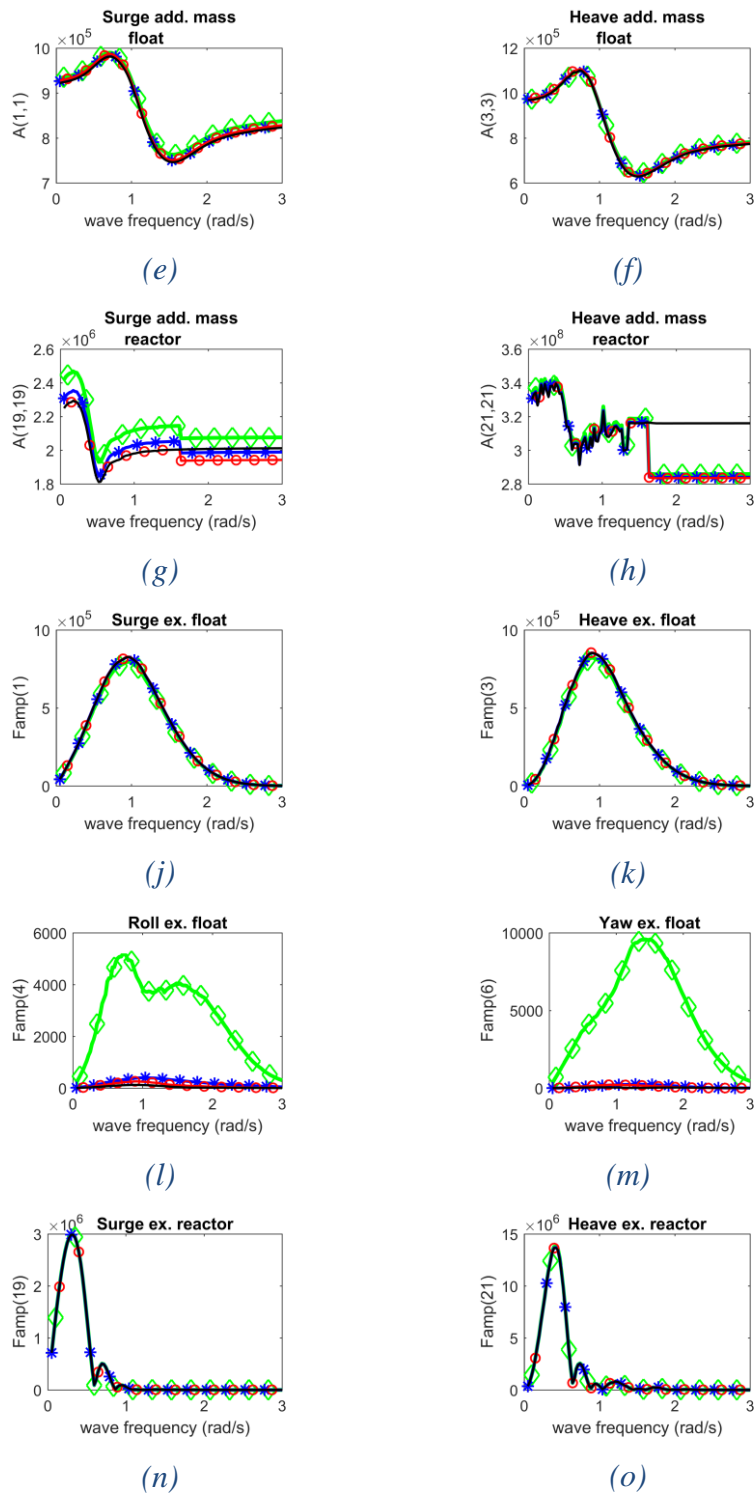 Surge add. mass
float
×10^5
10
9
8
7
A(1,1)
0 1 2 3
wave frequency (rad/s)
(e)
Heave add. mass
float
×10^5
12
10
8
6
A(3,3)
0 1 2 3
wave frequency (rad/s)
(f)
Surge add. mass
reactor
×10^6
2.6
2.4
2.2
2
1.8
A(19,19)
0 1 2 3
wave frequency (rad/s)
(g)
Heave add. mass
reactor
×10^8
3.6
3.2
3
2.8
A(21,21)
0 1 2 3
wave frequency (rad/s)
(h)
Surge ex. float
×10^5
10
5
0
Famp(1)
0 1 2 3
wave frequency (rad/s)
(j)
Heave ex. float
×10^5
10
5
0
Famp(3)
0 1 2 3
wave frequency (rad/s)
(k)
Roll ex. float
6000
4000
2000
0
Famp(4)
0 1 2 3
wave frequency (rad/s)
(l)
Yaw ex. float
10000
5000
0
Famp(6)
0 1 2 3
wave frequency (rad/s)
(m)
Surge ex. reactor
×10^6
3
2
1
0
Famp(19)
0 1 2 3
wave frequency (rad/s)
(n)
Heave ex. reactor
×10^6
15
10
5
0
Famp(21)
0 1 2 3
wave frequency (rad/s)
(o)